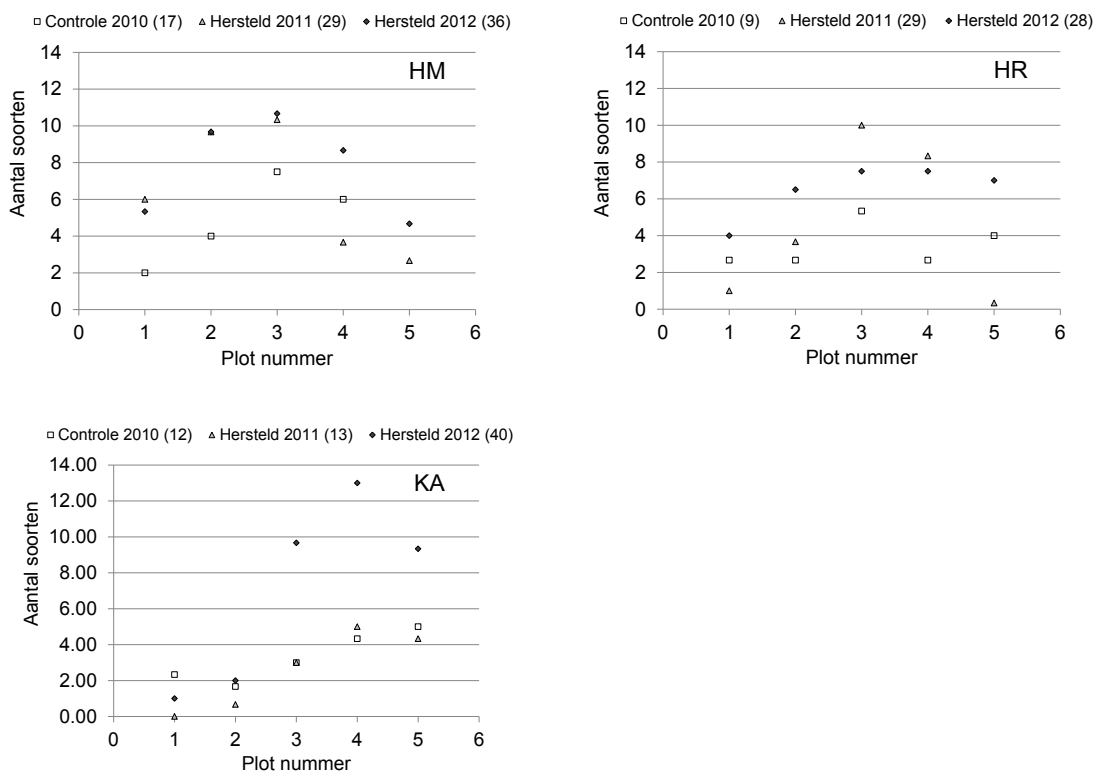 Controle 2010 (17) Hersteld 2011 (29) Hersteld 2012 (36)
HM
Aantal soorten
14
12
10
8
6
4
2
0
0 1 2 3 4 5 6
Plot nummer
Controle 2010 (9) Hersteld 2011 (29) Hersteld 2012 (28)
HR
Aantal soorten
14
12
10
8
6
4
2
0
0 1 2 3 4 5 6
Plot nummer
Controle 2010 (12) Hersteld 2011 (13) Hersteld 2012 (40)
KA
Aantal soorten
14.00
12.00
10.00
8.00
6.00
4.00
2.00
0.00
0 1 2 3 4 5 6
Plot nummer